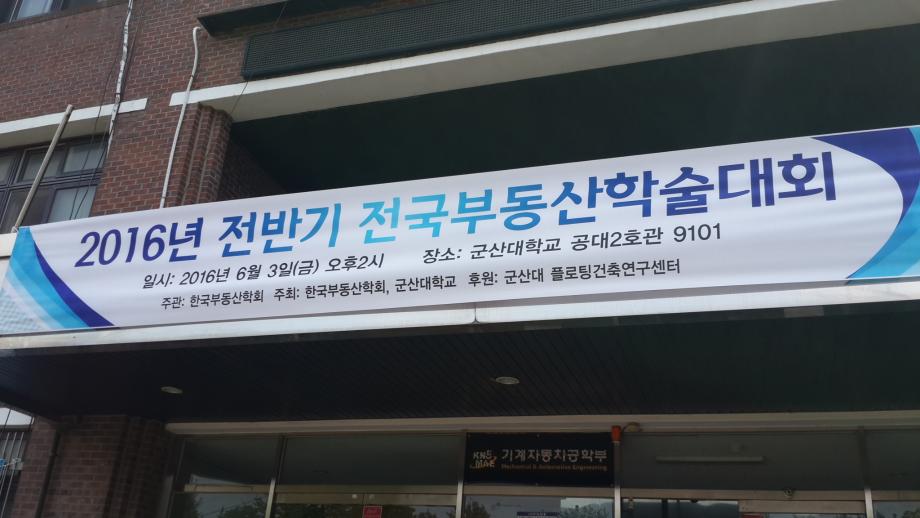 2016년 전반기 전국부동산학술대회
일시: 2016년 6월 3일(금) 오후2시 장소: 군산대학교 공대2호관 9101
주관: 한국부동산학회 주최: 한국부동산학회, 군산대학교 후원: 군산대 플로팅건축연구센터
KNS MAE 기계자동차공학부
Mechanical & Automotive Engineering